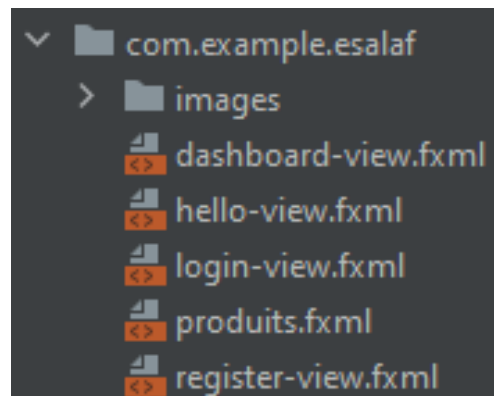 com.example.esalaf
images
dashboard-view.fxml
hello-view.fxml
login-view.fxml
produits.fxml
register-view.fxml